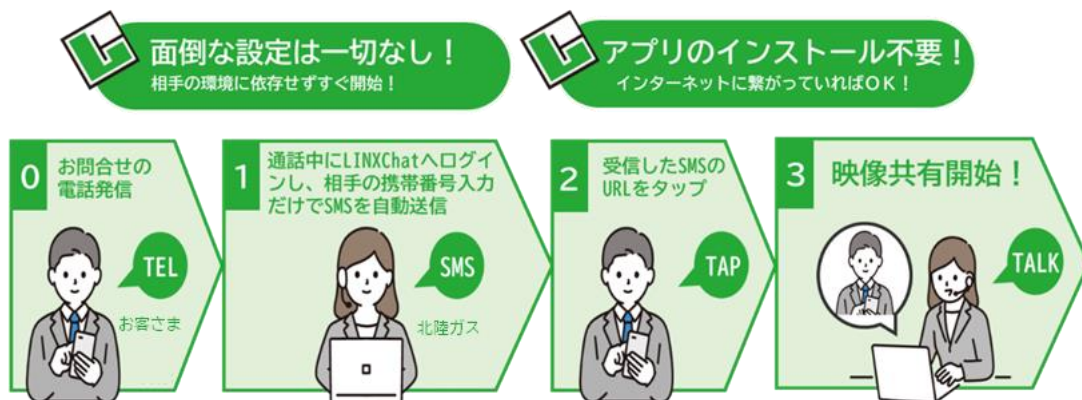 面倒な設定は一切なし！
相手の環境に依存せずすぐ開始！
アプリのインストール不要！
インターネットに繋がっていればOK！
0
お問合せの
電話発信
TEL
お客さま
1
通話中にLINXChatへログイ
ンし、相手の携帯番号入力
だけでSMSを自動送信
SMS
北陸ガス
2
受信したSMSの
URLをタップ
TAP
3
映像共有開始！
TALK